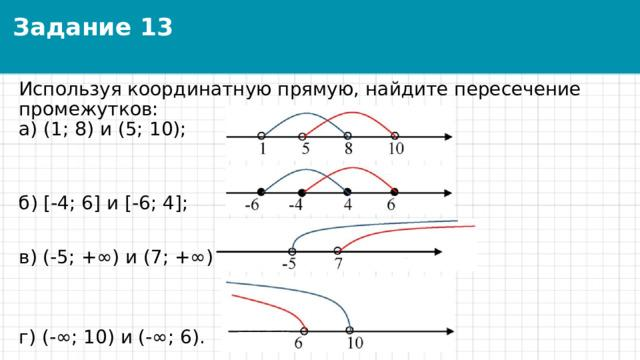 Задание 13
Используя координатную прямую, найдите пересечение
промежутков:
а) (1; 8) и (5; 10);
1 5 8 10
б) [-4; 6] и [-6; 4];
-6 -4 4 6
в) (-5; +∞) и (7; +∞)
-5 7
г) (-∞; 10) и (-∞; 6).
6 10